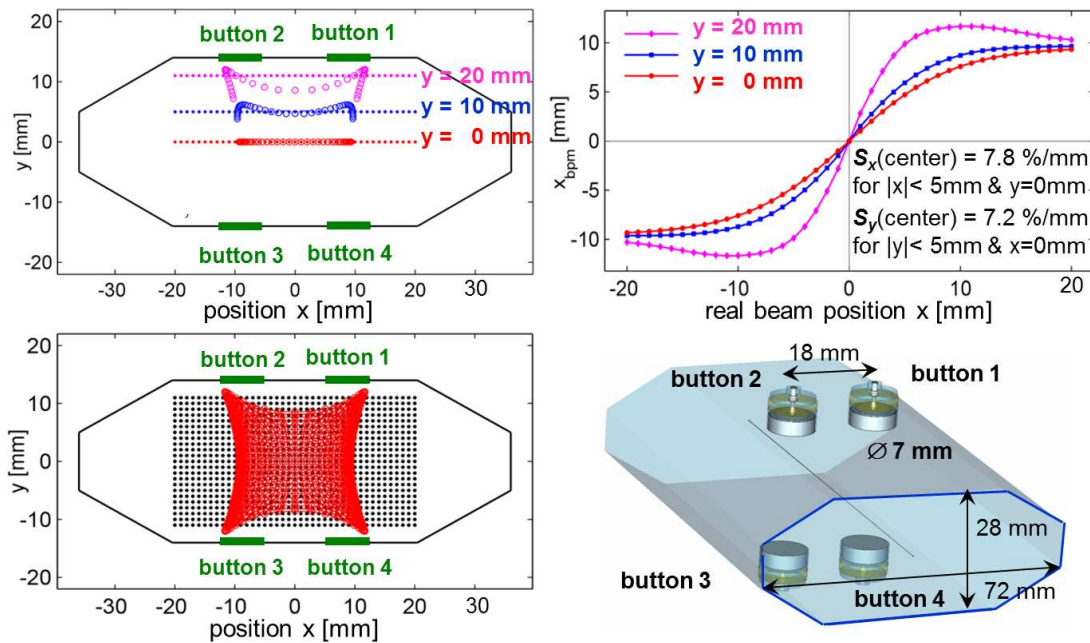 button 2
button 1
20
10
0
-10
-20
y [mm]
y = 20 mm
y = 10 mm
y = 0 mm
button 3
button 4
-30
-20
-10
0
10
20
30
position x [mm]
10
5
0
-5
-10
x_bpm [mm]
y = 20 mm
y = 10 mm
y = 0 mm
S_x(center) = 7.8 %/mm
for |x|< 5mm & y=0mm
S_y(center) = 7.2 %/mm
for |y|< 5mm & x=0mm
-20
-10
0
10
20
real beam position x [mm]
20
10
0
-10
-20
y [mm]
button 2
button 1
button 3
button 4
-30
-20
-10
0
10
20
30
position x [mm]
18 mm
button 2
button 1
Ø 7 mm
28 mm
button 3
button 4
72 mm